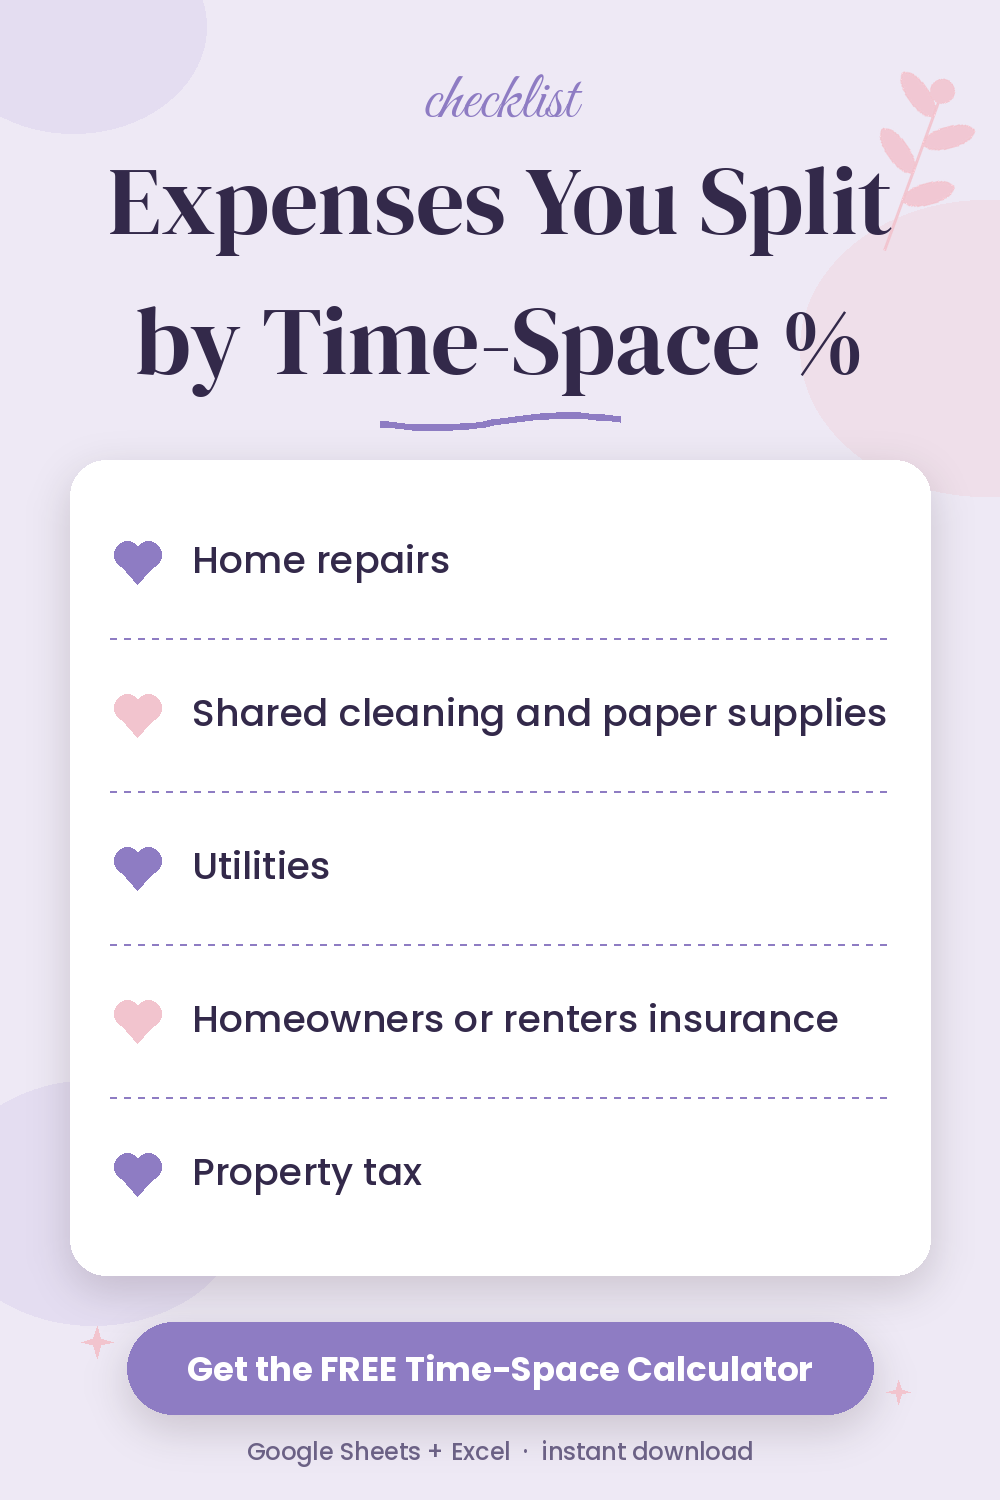 checklist
Expenses You Split
by Time-Space %
Home repairs
Shared cleaning and paper supplies
Utilities
Homeowners or renters insurance
Property tax
Get the FREE Time-Space Calculator
Google Sheets + Excel · instant download